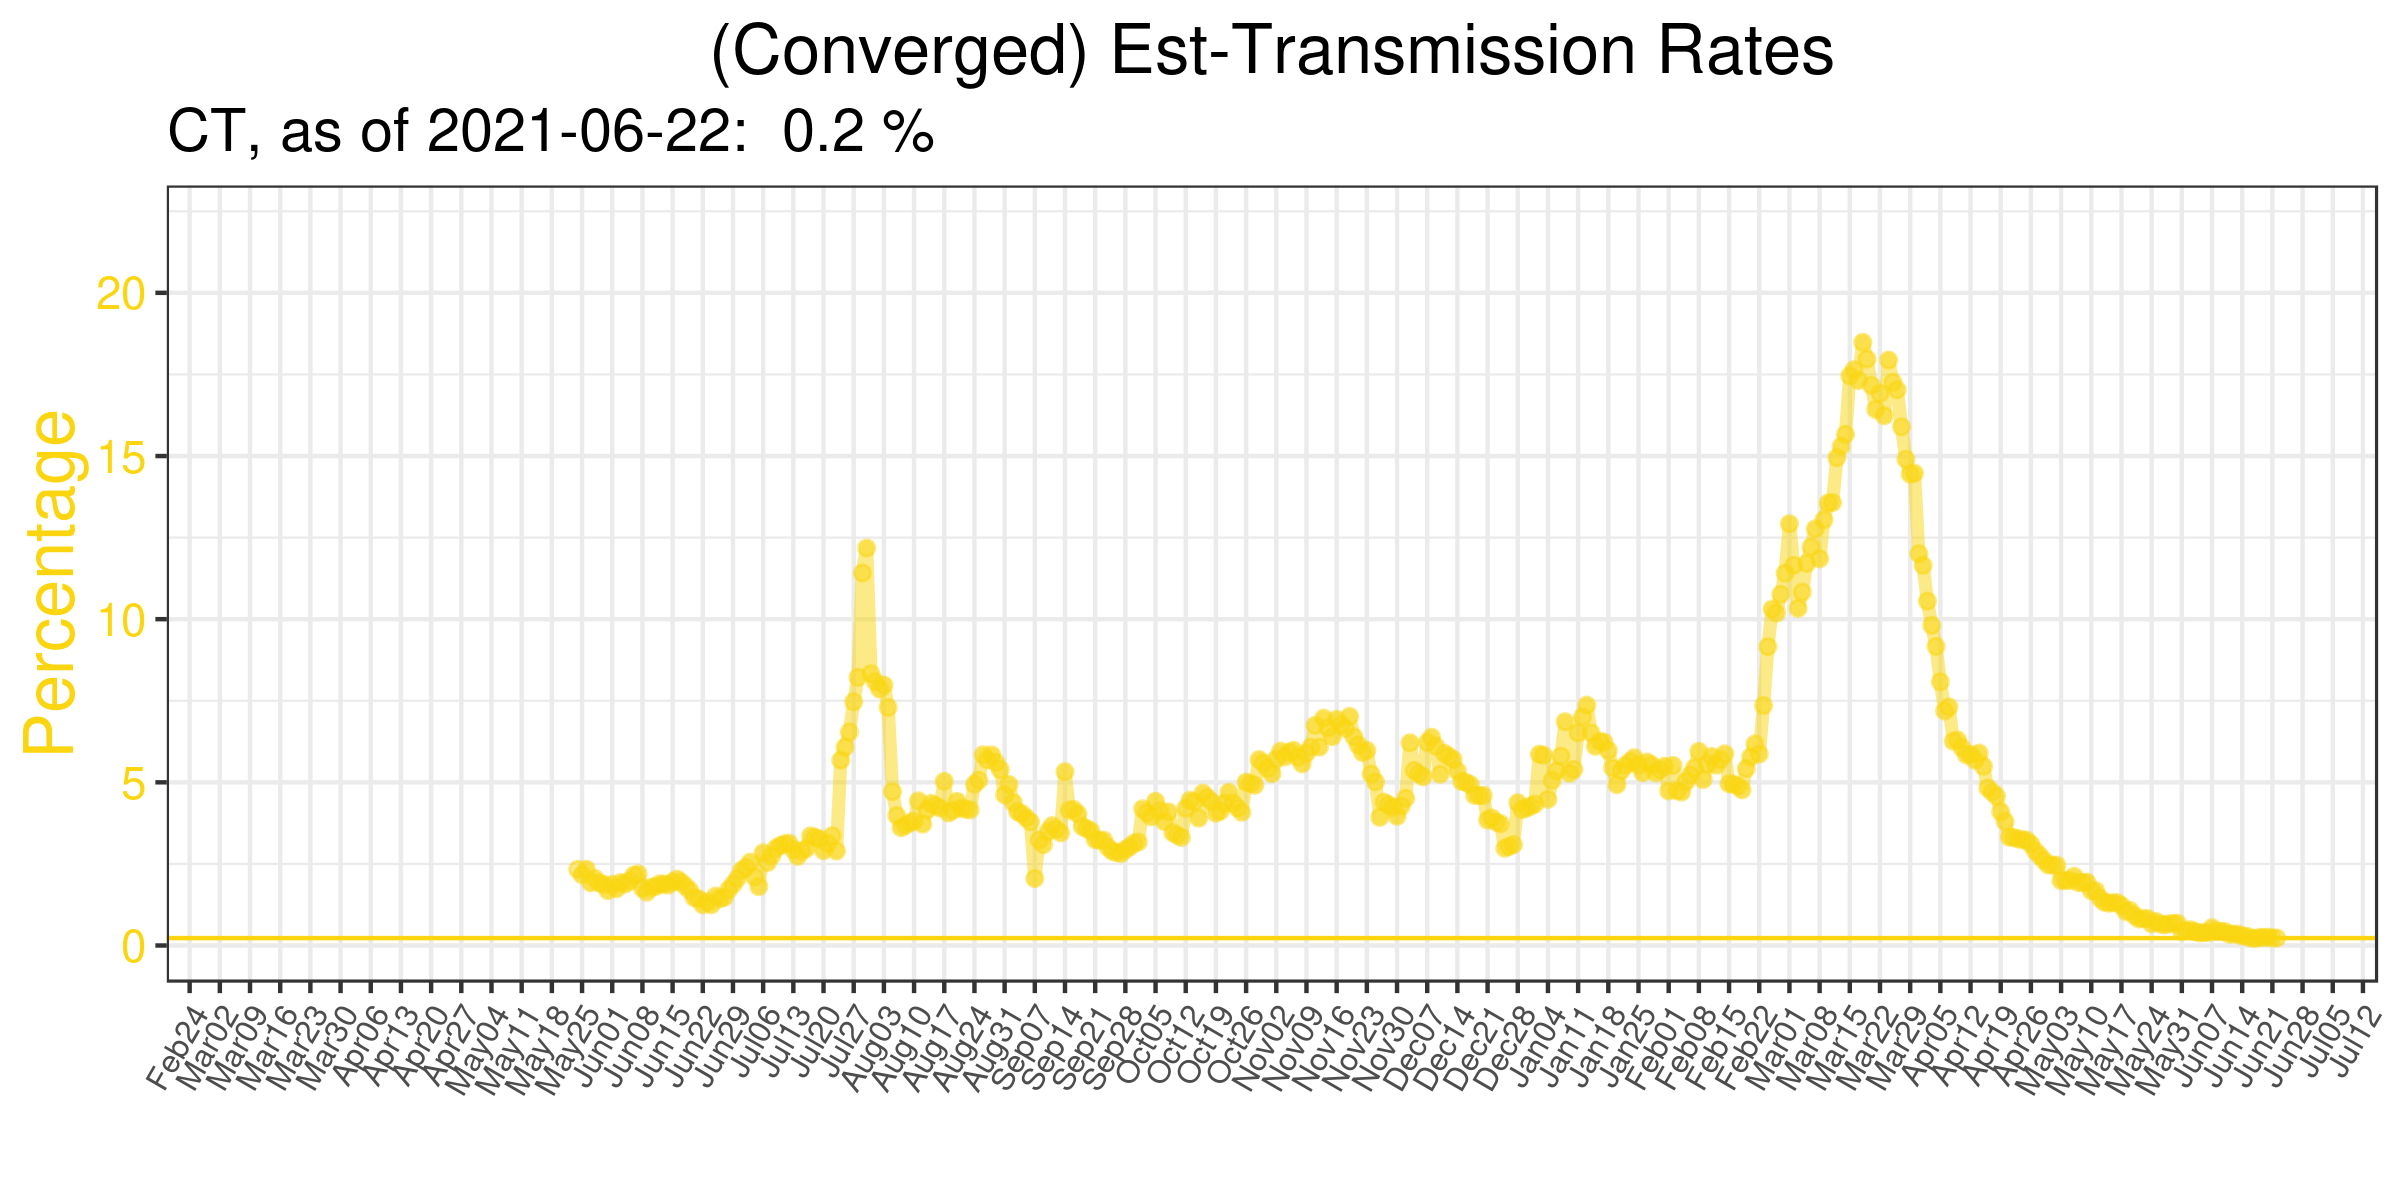 (Converged) Est-Transmission Rates
CT, as of 2021-06-22: 0.2 %
Percentage
20
15
10
5
0
Feb24
Mar02
Mar09
Mar16
Mar23
Mar30
Apr06
Apr13
Apr20
Apr27
May04
May11
May18
May25
Jun01
Jun08
Jun15
Jun22
Jun29
Jul06
Jul13
Jul20
Jul27
Aug03
Aug10
Aug17
Aug24
Aug31
Sep07
Sep14
Sep21
Sep28
Oct05
Oct12
Oct19
Oct26
Nov02
Nov09
Nov16
Nov23
Nov30
Dec07
Dec14
Dec21
Dec28
Dec04
Jan11
Jan18
Jan25
Feb01
Feb08
Feb15
Feb22
Mar01
Mar08
Mar15
Mar22
Mar29
Apr05
Apr12
Apr19
Apr26
May03
May10
May17
May24
May31
May07
Jun14
Jun21
Jun28
Jul05
Jul12